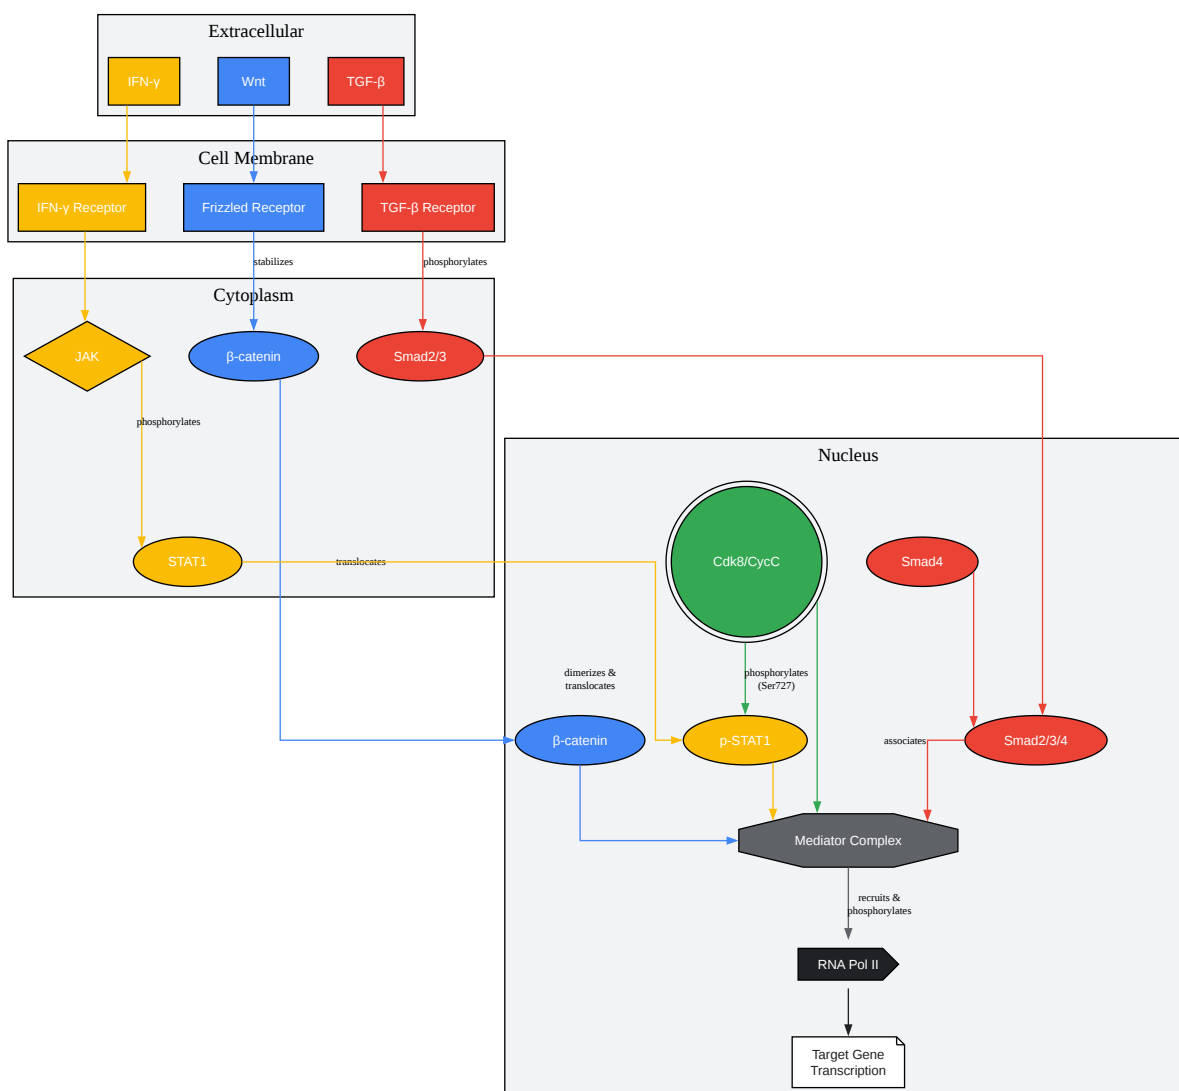 Extracellular
IFN-γ
Wnt
TGF-β
Cell Membrane
IFN-γ Receptor
Frizzled Receptor
TGF-β Receptor
stabilizes
phosphorylates
Cytoplasm
JAK
β-catenin
Smad2/3
phosphorylates
STAT1
translocates
Nucleus
Cdk8/CycC
Smad4
dimerizes &
translocates
phosphorylates
(Ser727)
β-catenin
p-STAT1
associates
Smad2/3/4
Mediator Complex
recruits &
phosphorylates
RNA Pol II
Target Gene
Transcription